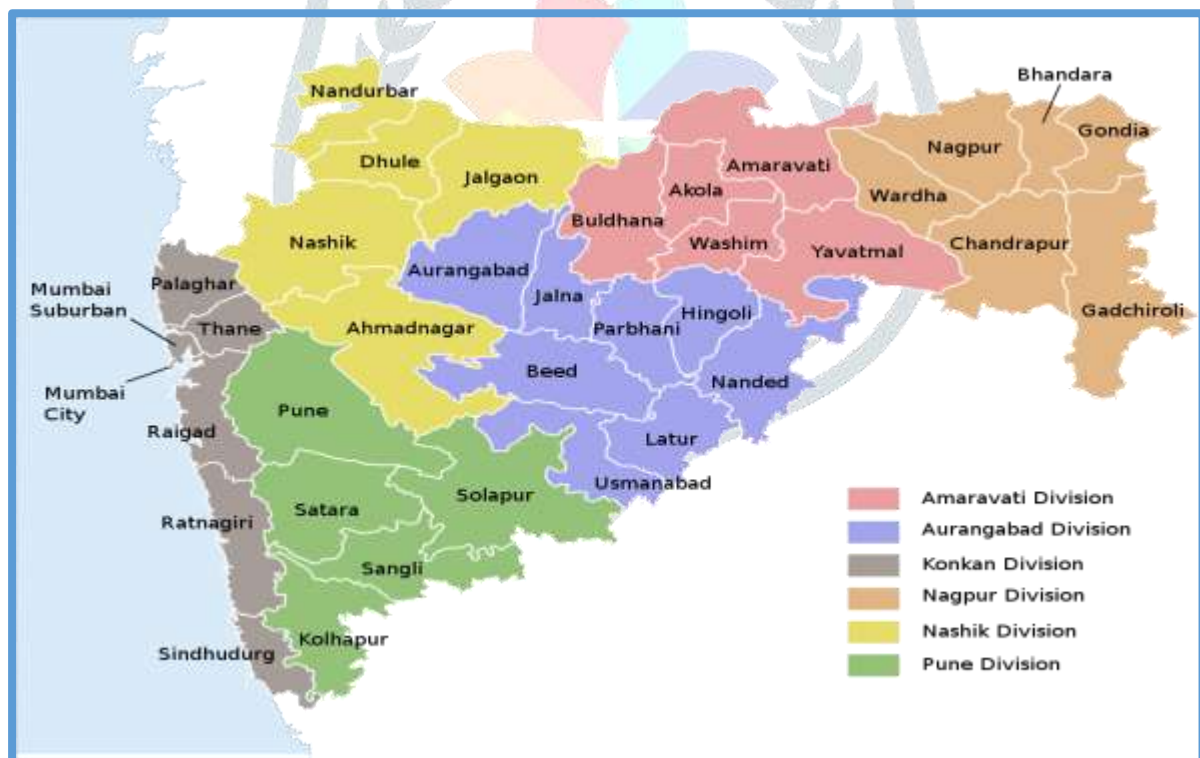 Bhandara
Nandurbar
Gondia
Nagpur
Dhule
Amaravati
Jalgaon
Akola
Wardha
Buldhana
Nashik
Washim
Yavatmal
Chandrapur
Aurangabad
Palaghar
Mumbai
Suburban
Jalna
Hingoli
Gadchiroli
Thane
Ahmadnagar
Parbhani
Beed
Nanded
Mumbai
City
Pune
Raigad
Latur
Usmanabad
Solapur
Satara
Ratnagiri
Sangli
Kolhapur
Sindhudurg
Amaravati Division
Aurangabad Division
Konkan Division
Nagpur Division
Nashik Division
Pune Division